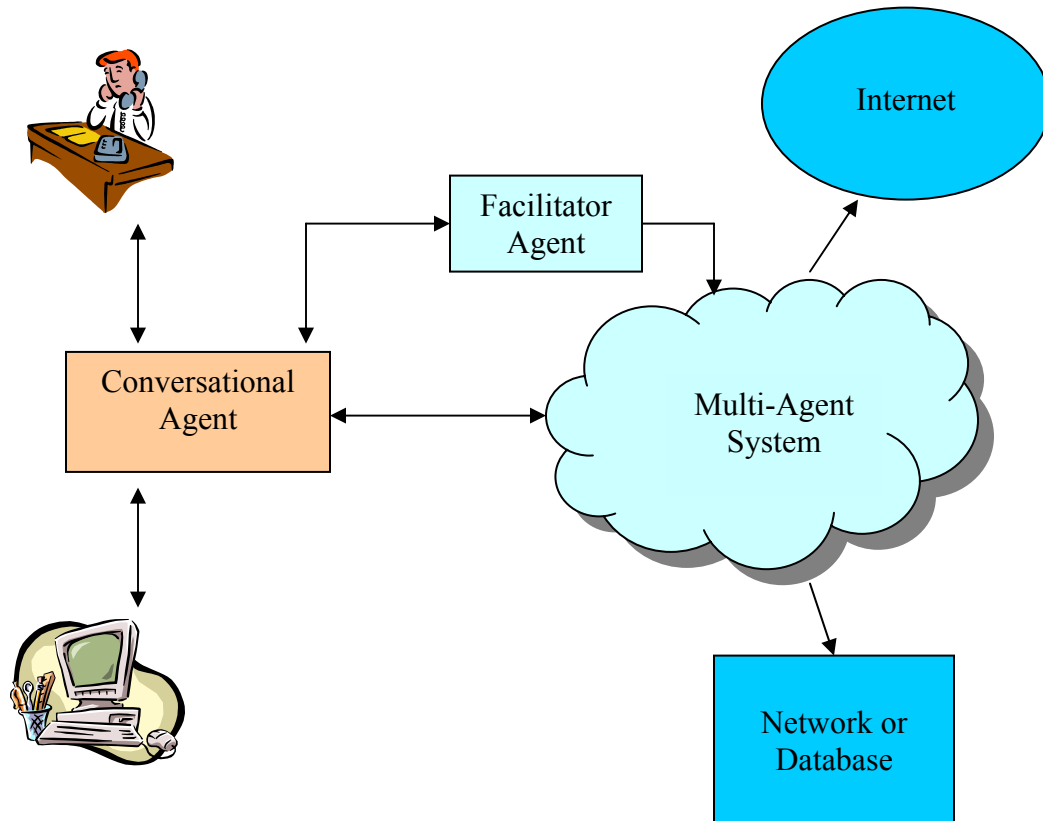 Internet
Facilitator
Agent
Conversational
Agent
Multi-Agent
System
Network or
Database